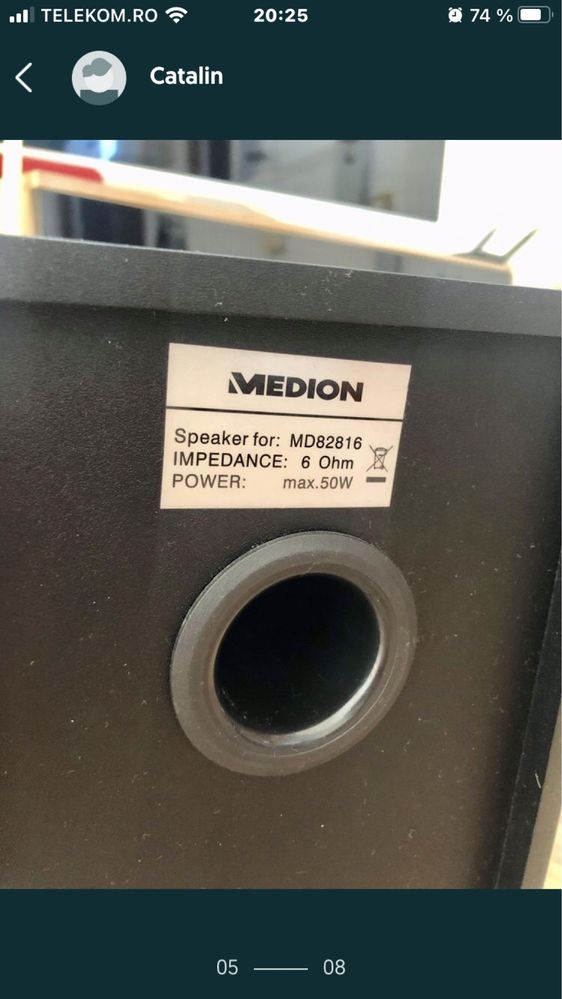 TELEKOM.RO 20:25 74 %
Catalin
MEDION
Speaker for: MD82816
IMPEDANCE: 6 Ohm
POWER: max.50W
05 08